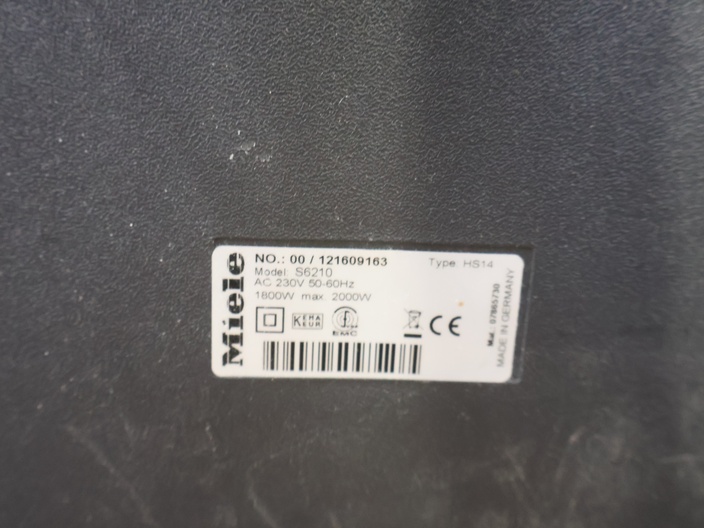 Miele
NO.: 00 / 121609163
Type: HS14
Model: S6210
AC 230V 50-60Hz
1800W max 2000W
KEMA
KEUR
EMC
CE
Mat.: 07865730
MADE IN GERMANY